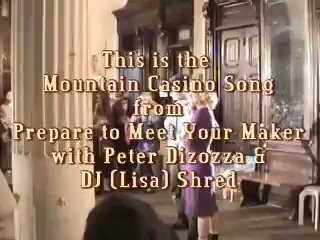 This is the
Mountain Casino Song
from
Prepare to Meet Your Maker
with Peter Dizozza &
DJ (Lisa) Shred